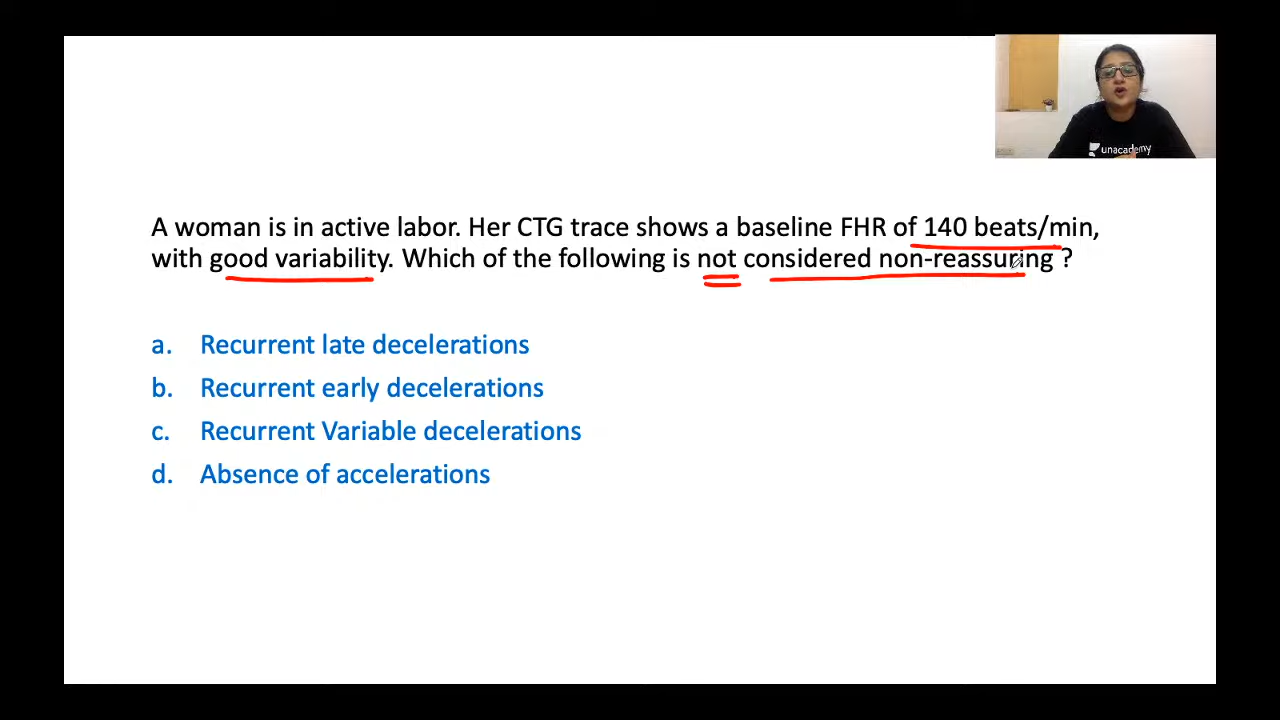 unacademy
A woman is in active labor. Her CTG trace shows a baseline FHR of 140 beats/min,
with good variability. Which of the following is not considered non-reassuring ?
a. Recurrent late decelerations
b. Recurrent early decelerations
c. Recurrent Variable decelerations
d. Absence of accelerations